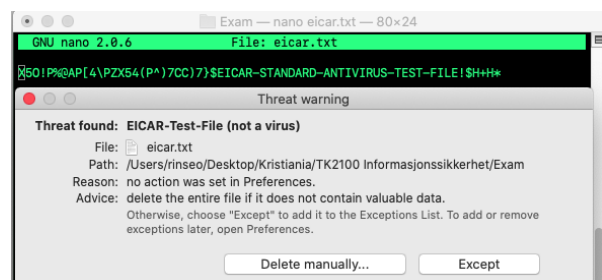 Exam — nano eicar.txt — 80×24
GNU nano 2.0.6 File: eicar.txt
X5O!P%@AP[4\PZX54(P^)7CC)7}$EICAR-STANDARD-ANTIVIRUS-TEST-FILE!$H+H*
Threat warning
Threat found: EICAR-Test-File (not a virus)
File: eicar.txt
Path: /Users/rinseo/Desktop/Kristiania/TK2100 Informasjonssikkerhet/Exam
Reason: no action was set in Preferences.
Advice: delete the entire file if it does not contain valuable data.
Otherwise, choose "Except" to add it to the Exceptions List. To add or remove
exceptions later, open Preferences.
Delete manually... Except